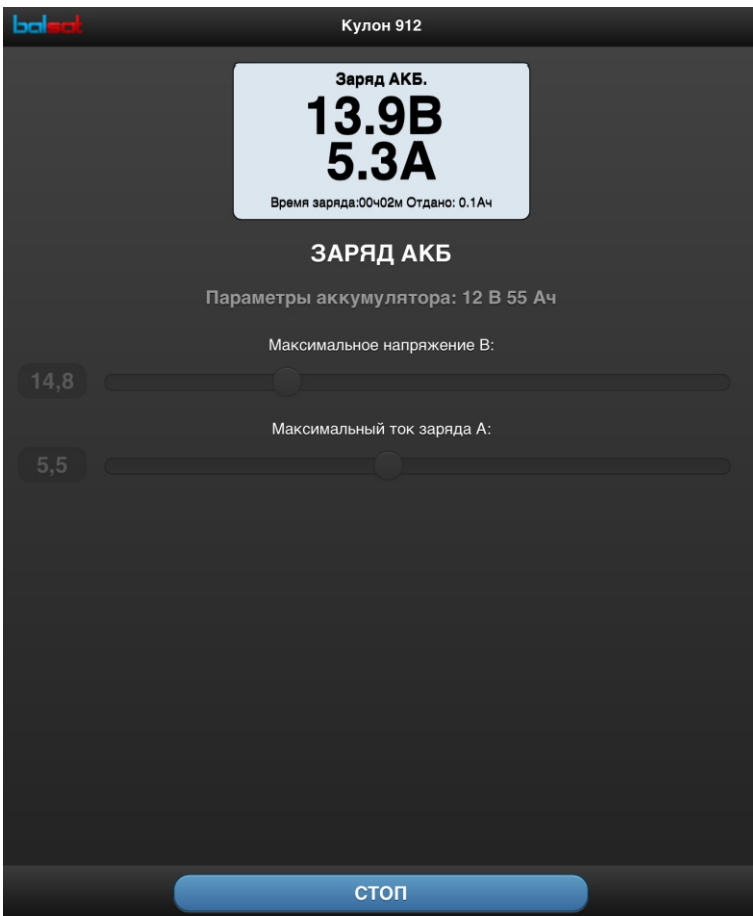 balsat
Кулон 912
Заряд АКБ.
13.9В
5.3А
Время заряда:00ч02м Отдано: 0.1Ач
ЗАРЯД АКБ
Параметры аккумулятора: 12 В 55 Ач
Максимальное напряжение В:
14,8
Максимальный ток заряда А:
5,5
СТОП